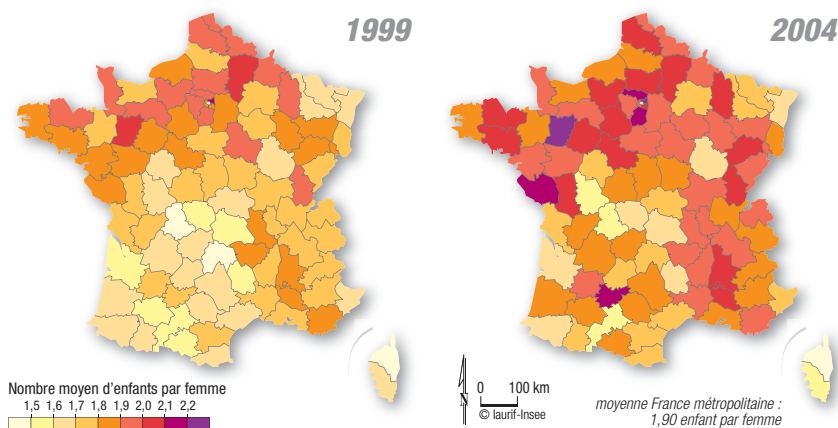 1999
2004
Nombre moyen d'enfants par femme
1,5 1,6 1,7 1,8 1,9 2,0 2,1 2,2
N
0 100 km
© Iaurif-Insee
moyenne France métropolitaine :
1,90 enfant par femme